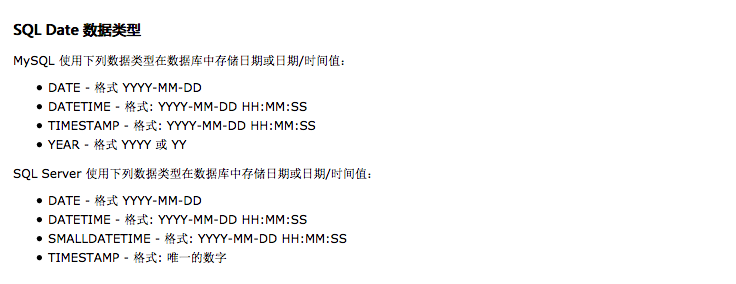 SQL Date 数据类型
MySQL 使用下列数据类型在数据库中存储日期或日期/时间值：
• DATE - 格式 YYYY-MM-DD
• DATETIME - 格式: YYYY-MM-DD HH:MM:SS
• TIMESTAMP - 格式: YYYY-MM-DD HH:MM:SS
• YEAR - 格式 YYYY 或 YY
SQL Server 使用下列数据类型在数据库中存储日期或日期/时间值：
• DATE - 格式 YYYY-MM-DD
• DATETIME - 格式: YYYY-MM-DD HH:MM:SS
• SMALLDATETIME - 格式: YYYY-MM-DD HH:MM:SS
• TIMESTAMP - 格式: 唯一的数字